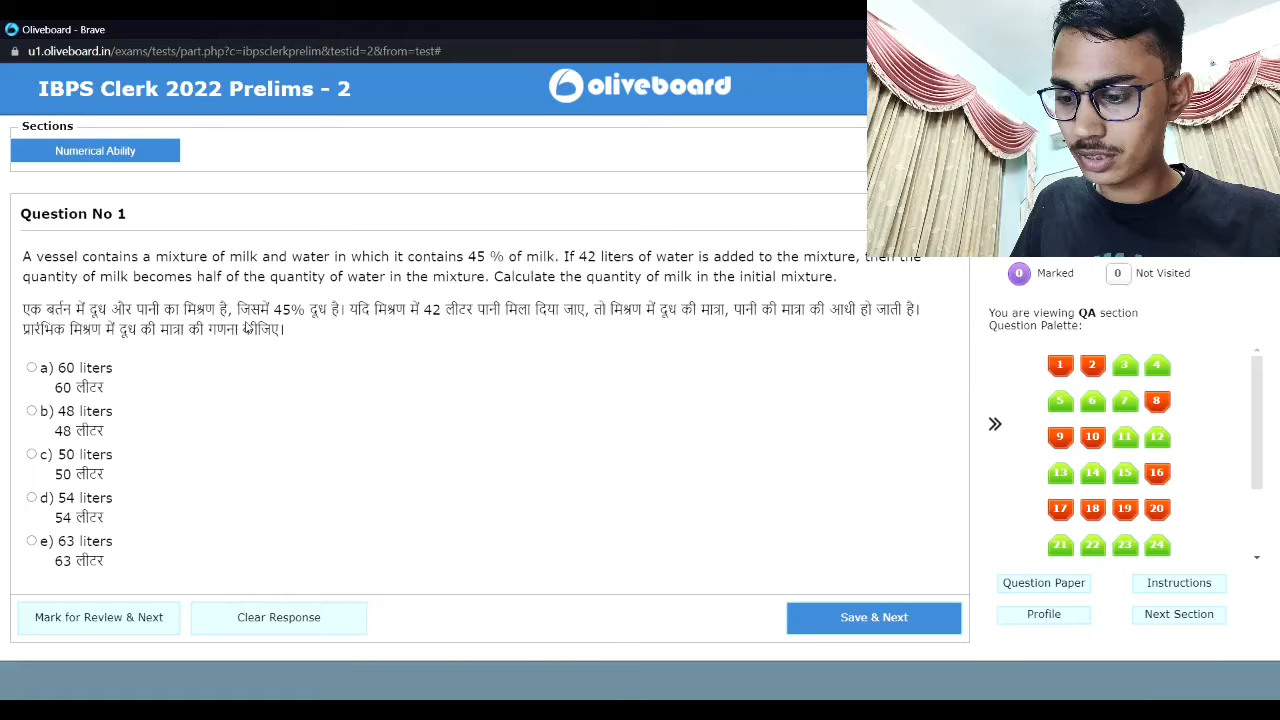 Oliveboard - Brave
u1.oliveboard.in/exams/tests/part.php?c=ibpsclerkprelim&testid=2&from=test#
IBPS Clerk 2022 Prelims - 2
oliveboard
Sections
Numerical Ability
Question No 1
A vessel contains a mixture of milk and water in which it contains 45 % of milk. If 42 liters of water is added to the mixture, then the
quantity of milk becomes half of the quantity of water in the mixture. Calculate the quantity of milk in the initial mixture.
एक बर्तन में दूध और पानी का मिश्रण है, जिसमें 45% दूध है। यदि मिश्रण में 42 लीटर पानी मिला दिया जाए, तो मिश्रण में दूध की मात्रा, पानी की मात्रा की आधी हो जाती है।
प्रारंभिक मिश्रण में दूध की मात्रा की गणना कीजिए।
a) 60 liters
60 लीटर
b) 48 liters
48 लीटर
c) 50 liters
50 लीटर
d) 54 liters
54 लीटर
e) 63 liters
63 लीटर
Mark for Review & Next
Clear Response
Save & Next
0 Marked 0 Not Visited
You are viewing QA section
Question Palette:
1 2 3 4
5 6 7 8
9 10 11 12
13 14 15 16
17 18 19 20
21 22 23 24
Question Paper Instructions
Profile Next Section